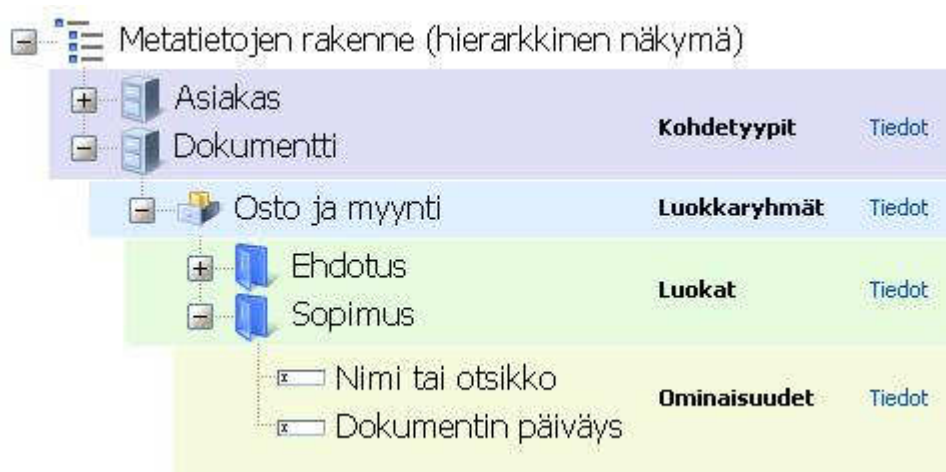 Metatietojen rakenne (hierarkkinen näkymä)
Asiakas
Kohdetyypit Tiedot
Dokumentti
Osto ja myynti Luokkaryhmät Tiedot
Ehdotus
Luokat Tiedot
Sopimus
Nimi tai otsikko
Ominaisuudet Tiedot
Dokumentin päiväys